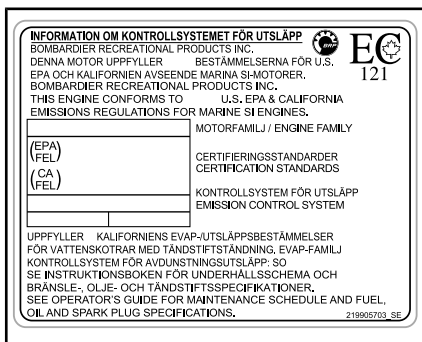 INFORMATION OM KONTROLLSYSTEMET FÖR UTSLÄPP
BRP
EC
121
BOMBARDIER RECREATIONAL PRODUCTS INC.
DENNA MOTOR UPPFYLLER BESTÄMMELSERNA FÖR U.S.
EPA OCH KALIFORNIEN AVSEENDE MARINA SI-MOTORER.
BOMBARDIER RECREATIONAL PRODUCTS INC.
THIS ENGINE CONFORMS TO U.S. EPA & CALIFORNIA
EMISSIONS REGULATIONS FOR MARINE SI ENGINES.
MOTORFAMILJ / ENGINE FAMILY
(EPA FEL)
CERTIFIERINGSSTANDARDER
CERTIFICATION STANDARDS
(CA FEL)
KONTROLLSYSTEM FÖR UTSLÄPP
EMISSION CONTROL SYSTEM
UPPFYLLER KALIFORNIENS EVAP-/UTSLÄPPSBESTÄMMELSER
FÖR VATTENSKOTRAR MED TÄNDSTIFTSTÄNDNING, EVAP-FAMILJ
KONTROLLSYSTEM FÖR AVDUNSTNINGSUTSLÄPP: SO
SE INSTRUKTIONSBOKEN FÖR UNDERHÅLLSSCHEMA OCH
BRÄNSLE-, OLJE- OCH TÄNDSTIFTSSPECIFIKATIONER.
SEE OPERATOR'S GUIDE FOR MAINTENANCE SCHEDULE AND FUEL,
OIL AND SPARK PLUG SPECIFICATIONS.
219905703_SE